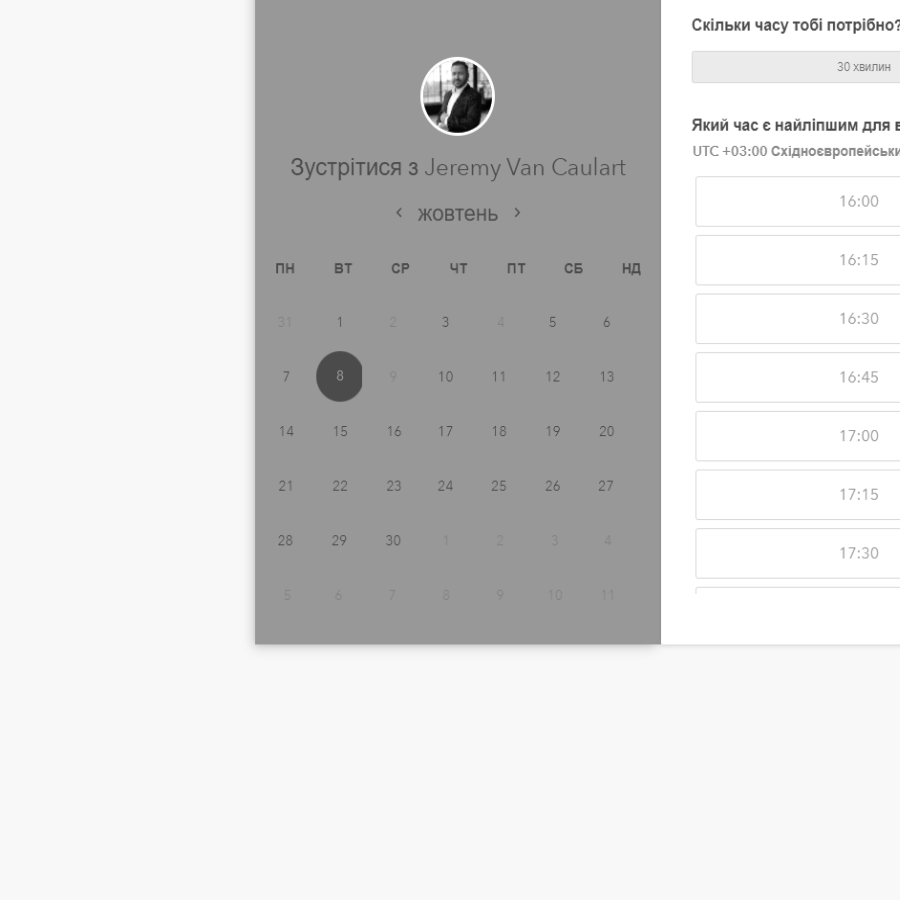 Зустрітися з Jeremy Van Caulart
‹ жовтень ›
ПН ВТ СР ЧТ ПТ СБ НД
31 1 2 3 4 5 6
7 8 9 10 11 12 13
14 15 16 17 18 19 20
21 22 23 24 25 26 27
28 29 30 1 2 3 4
5 6 7 8 9 10 11
Скільки часу тобі потрібно?
30 хвилин
Який час є найліпшим для
UTC +03:00
16:00
16:15
16:30
16:45
17:00
17:15
17:30